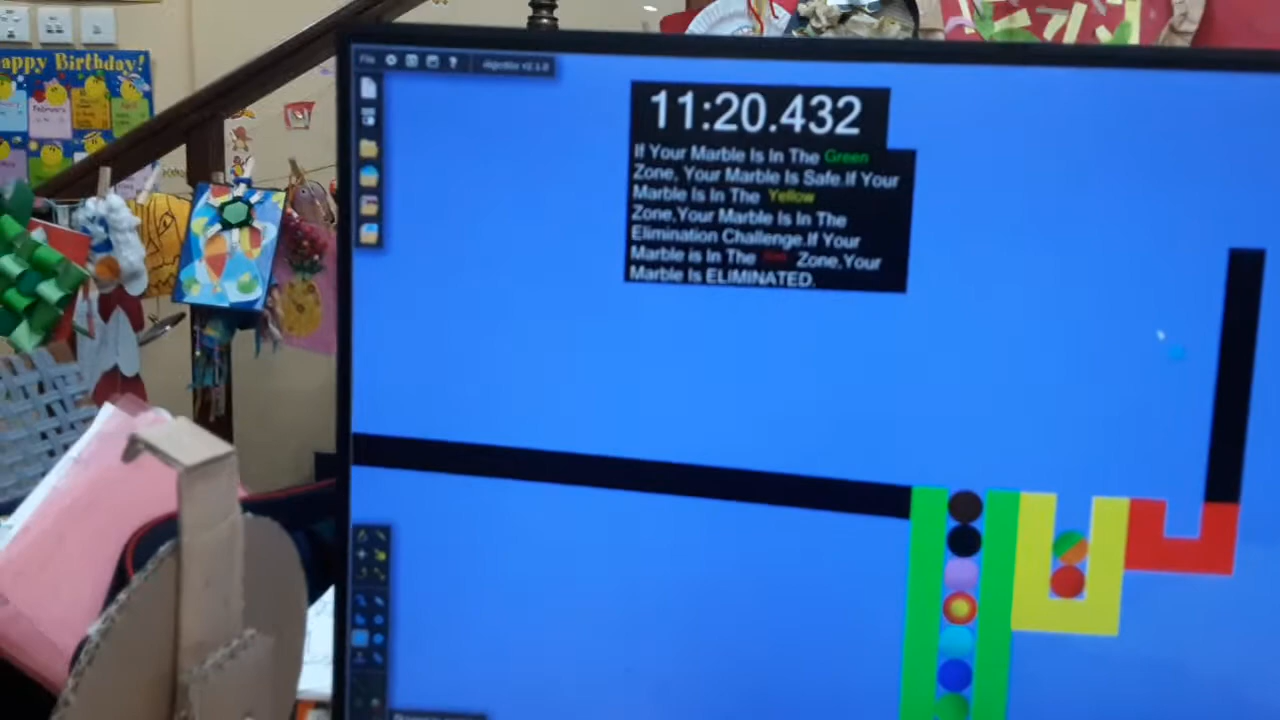 appy Birthday!
File
11:20.432
If Your Marble Is In The Green
Zone, Your Marble Is Safe.If Your
Marble Is In The Yellow
Zone,Your Marble Is In The
Elimination Challenge.If Your
Marble is In The Zone,Your
Marble Is ELIMINATED.